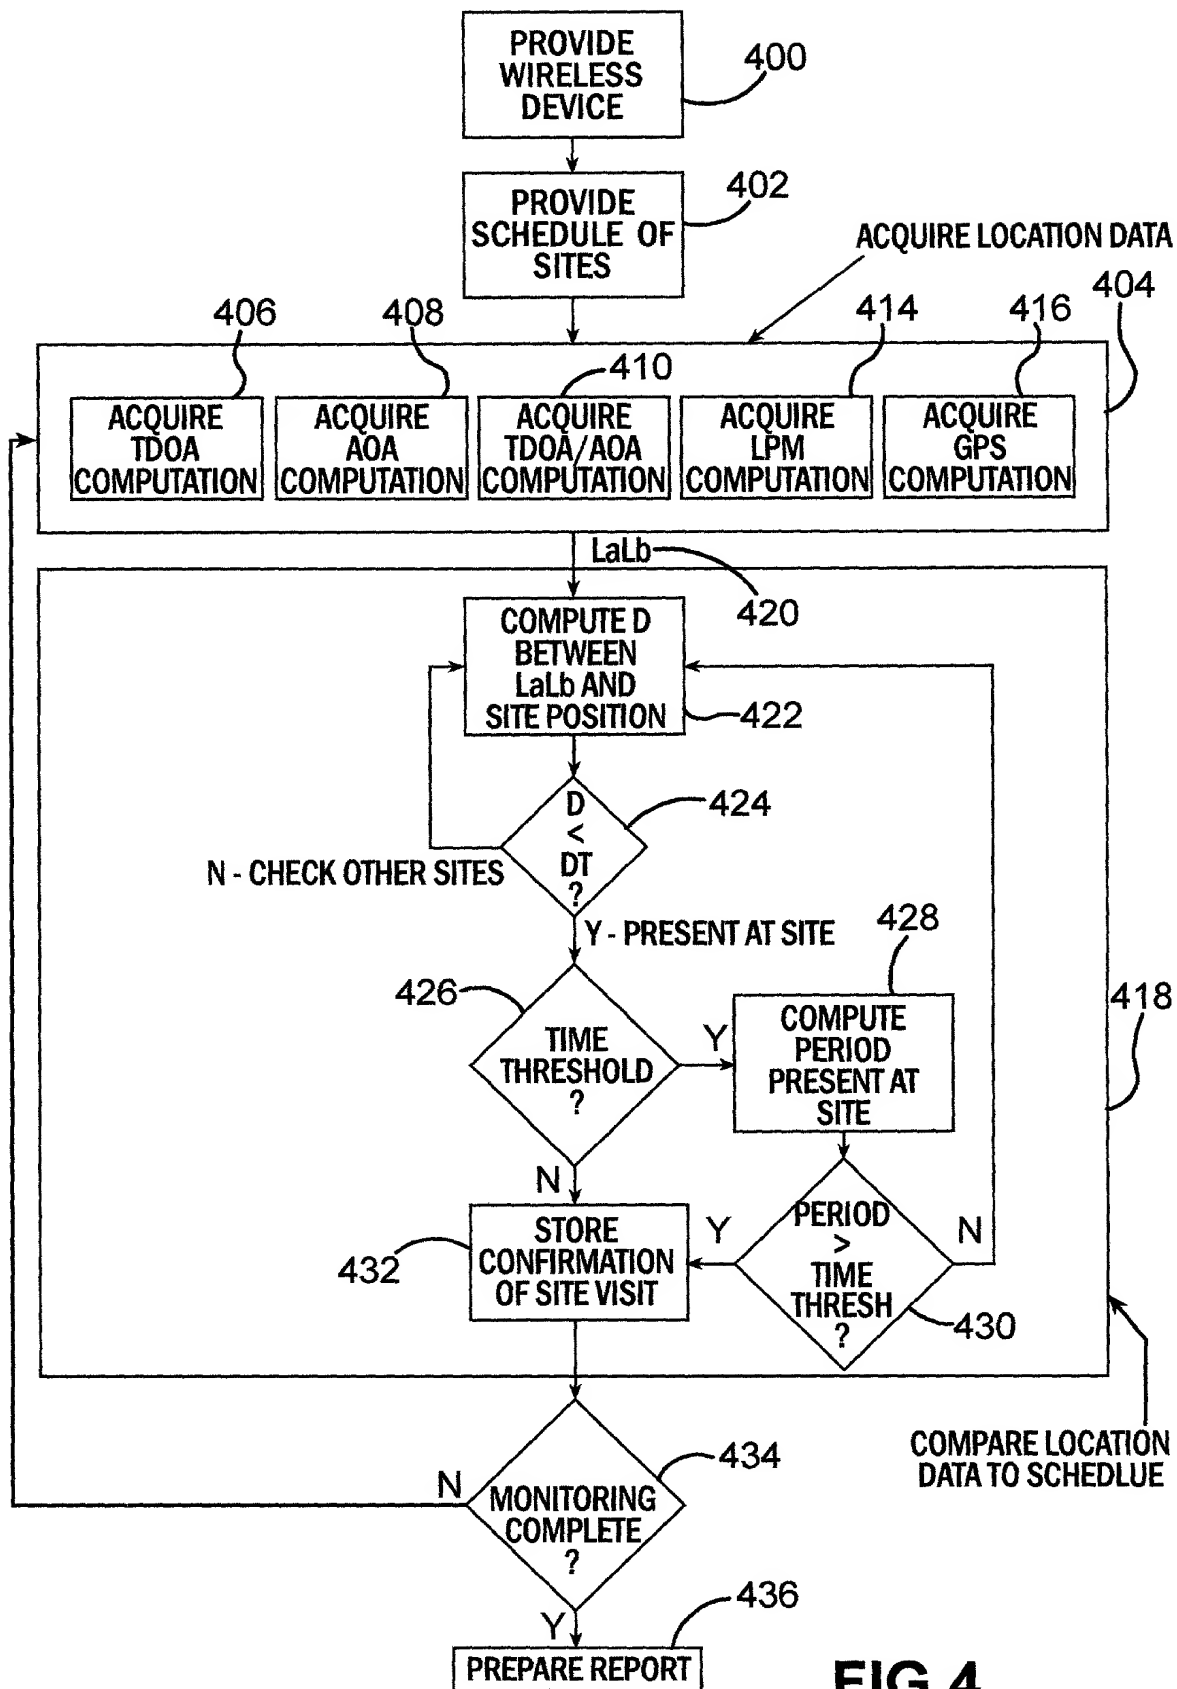 PROVIDE
WIRELESS
DEVICE
400
PROVIDE
SCHEDULE OF
SITES
402
ACQUIRE LOCATION DATA
404
406
408
410
414
416
ACQUIRE
TDOA
COMPUTATION
ACQUIRE
AOA
COMPUTATION
ACQUIRE
TDOA/AOA
COMPUTATION
ACQUIRE
LPM
COMPUTATION
ACQUIRE
GPS
COMPUTATION
LaLb
420
COMPUTE D
BETWEEN
LaLb AND
SITE POSITION
422
D
<
DT
?
424
N - CHECK OTHER SITES
Y - PRESENT AT SITE
426
TIME
THRESHOLD
?
Y
428
COMPUTE
PERIOD
PRESENT AT
SITE
418
N
STORE
CONFIRMATION
OF SITE VISIT
432
Y
PERIOD
>
TIME
THRESH
?
N
430
COMPARE LOCATION
DATA TO SCHEDLUE
434
N
MONITORING
COMPLETE
?
Y
436
PREPARE REPORT
FIG.4